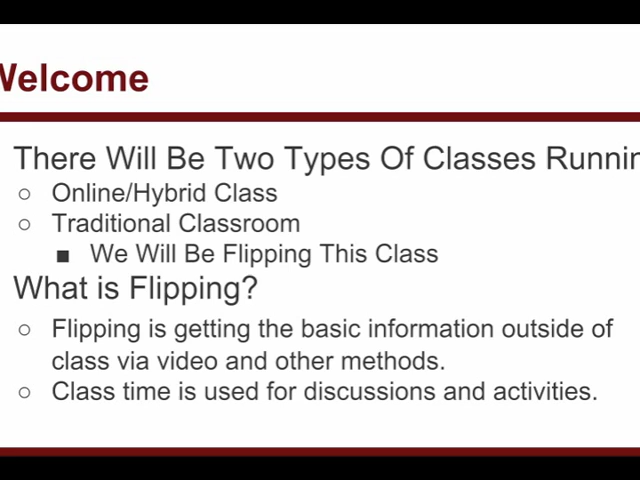 Welcome
There Will Be Two Types Of Classes Runnin
○ Online/Hybrid Class
○ Traditional Classroom
■ We Will Be Flipping This Class
What is Flipping?
○ Flipping is getting the basic information outside of
class via video and other methods.
○ Class time is used for discussions and activities.